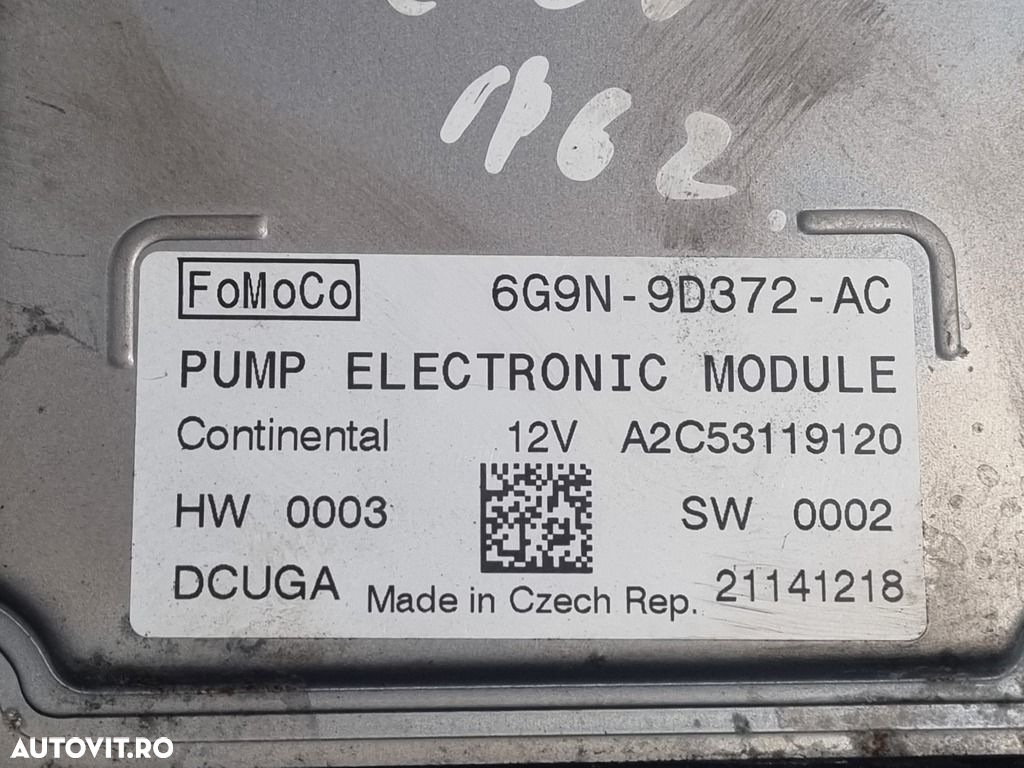 FoMoCo 6G9N-9D372-AC
PUMP ELECTRONIC MODULE
Continental 12V A2C53119120
HW 0003 SW 0002
DCUGA Made in Czech Rep. 21141218
AUTOVIT.RO